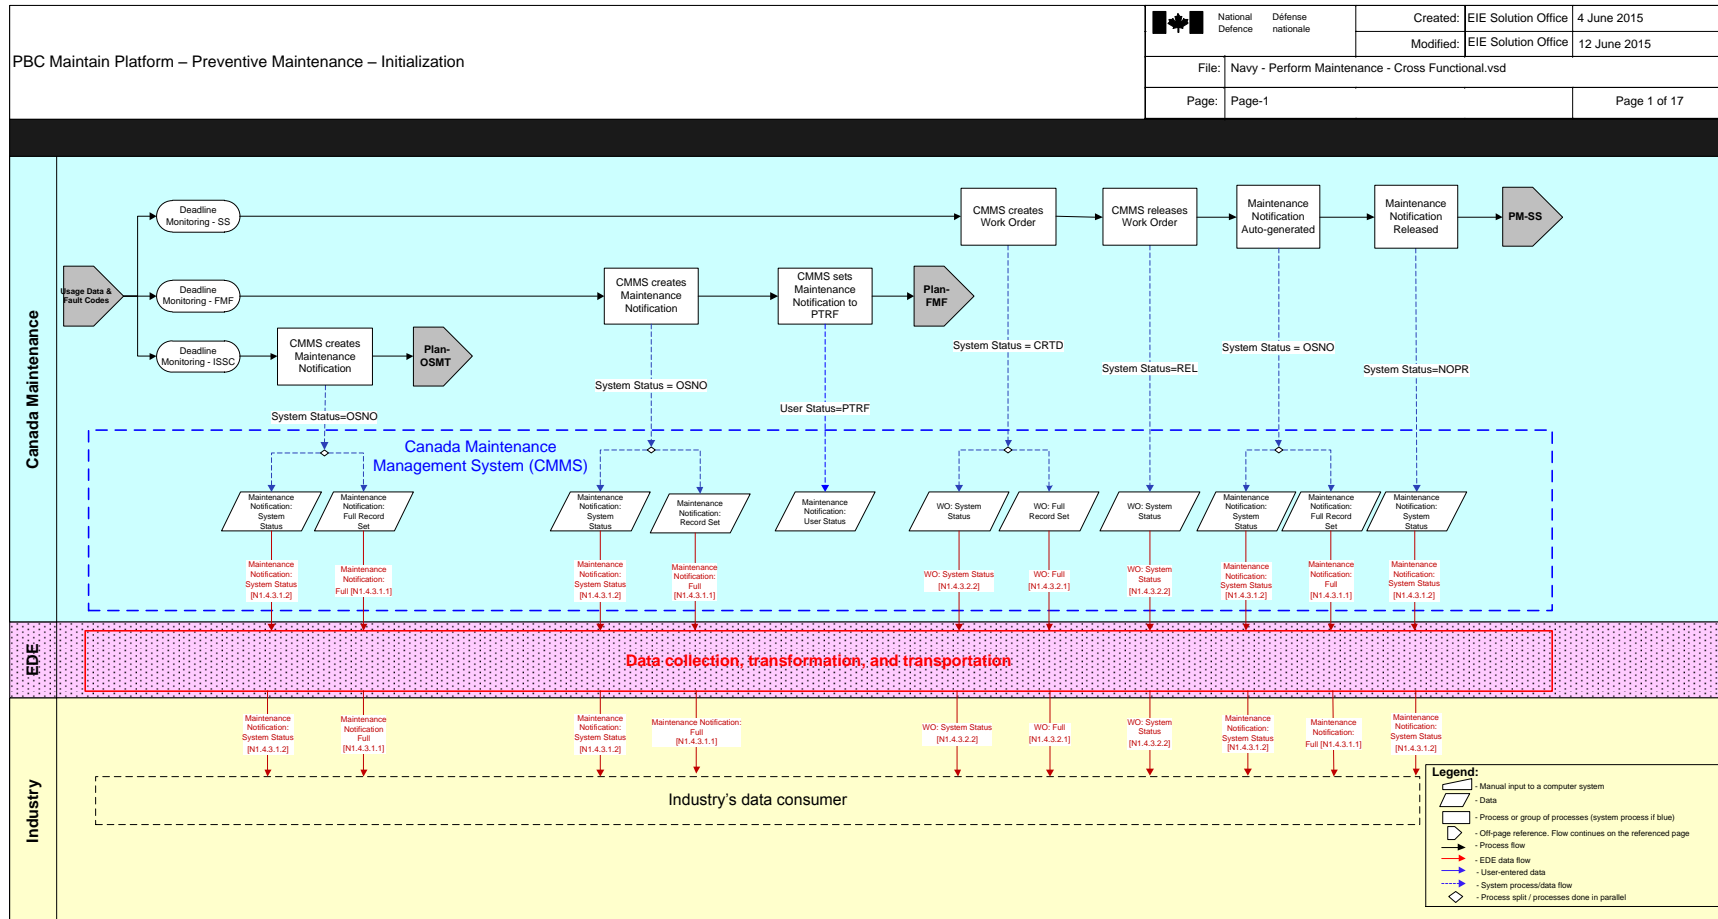 PBC Maintain Platform – Preventive Maintenance – Initialization
National
Defence
Défense
nationale
Created:
EIE Solution Office
4 June 2015
Modified:
EIE Solution Office
12 June 2015
File:
Navy - Perform Maintenance - Cross Functional.vsd
Page:
Page-1
Page 1 of 17
Canada Maintenance
Usage Data &
Fault Codes
Deadline
Monitoring - SS
CMMS creates
Work Order
CMMS releases
Work Order
Maintenance
Notification
Auto-generated
Maintenance
Notification
Released
PM-SS
Deadline
Monitoring - FMF
CMMS creates
Maintenance
Notification
CMMS sets
Maintenance
Notification to
PTRF
Plan-
FMF
Deadline
Monitoring - ISSC
CMMS creates
Maintenance
Notification
Plan-
OSMT
System Status=OSNO
System Status = OSNO
User Status=PTRF
System Status = CRTD
System Status=REL
System Status = OSNO
System Status=NOPR
Canada Maintenance
Management System (CMMS)
Maintenance
Notification:
System
Status
Maintenance
Notification:
Full Record
Set
Maintenance
Notification:
System
Status
Maintenance
Notification:
Record Set
Maintenance
Notification:
User Status
WO: System
Status
WO: Full
Record Set
WO: System
Status
Maintenance
Notification:
System
Status
Maintenance
Notification:
Full Record
Set
Maintenance
Notification:
System
Status
Maintenance
Notification:
System Status
[N1.4.3.1.2]
Maintenance
Notification:
Full [N1.4.3.1.1]
Maintenance
Notification:
System Status
[N1.4.3.1.2]
Maintenance
Notification:
Full
[N1.4.3.1.1]
WO: System Status
[N1.4.3.2.2]
WO: Full
[N1.4.3.2.1]
WO: System
Status
[N1.4.3.2.2]
Maintenance
Notification:
System Status
[N1.4.3.1.2]
Maintenance
Notification:
Full
[N1.4.3.1.1]
Maintenance
Notification:
System Status
[N1.4.3.1.2]
EDE
Data collection, transformation, and transportation
Industry
Maintenance
Notification:
System Status
[N1.4.3.1.2]
Maintenance
Notification
Full
[N1.4.3.1.1]
Maintenance
Notification:
System Status
[N1.4.3.1.2]
Maintenance Notification:
Full
[N1.4.3.1.1]
WO: System Status
[N1.4.3.2.2]
WO: Full
[N1.4.3.2.1]
WO: System
Status
[N1.4.3.2.2]
Maintenance
Notification:
System Status
[N1.4.3.1.2]
Maintenance
Notification:
Full [N1.4.3.1.1]
Maintenance
Notification:
System Status
[N1.4.3.1.2]
Industry's data consumer
Legend:
- Manual input to a computer system
- Data
- Process or group of processes (system process if blue)
- Off-page reference. Flow continues on the referenced page
- Process flow
- EDE data flow
- User-entered data
- System process/data flow
- Process split / processes done in parallel